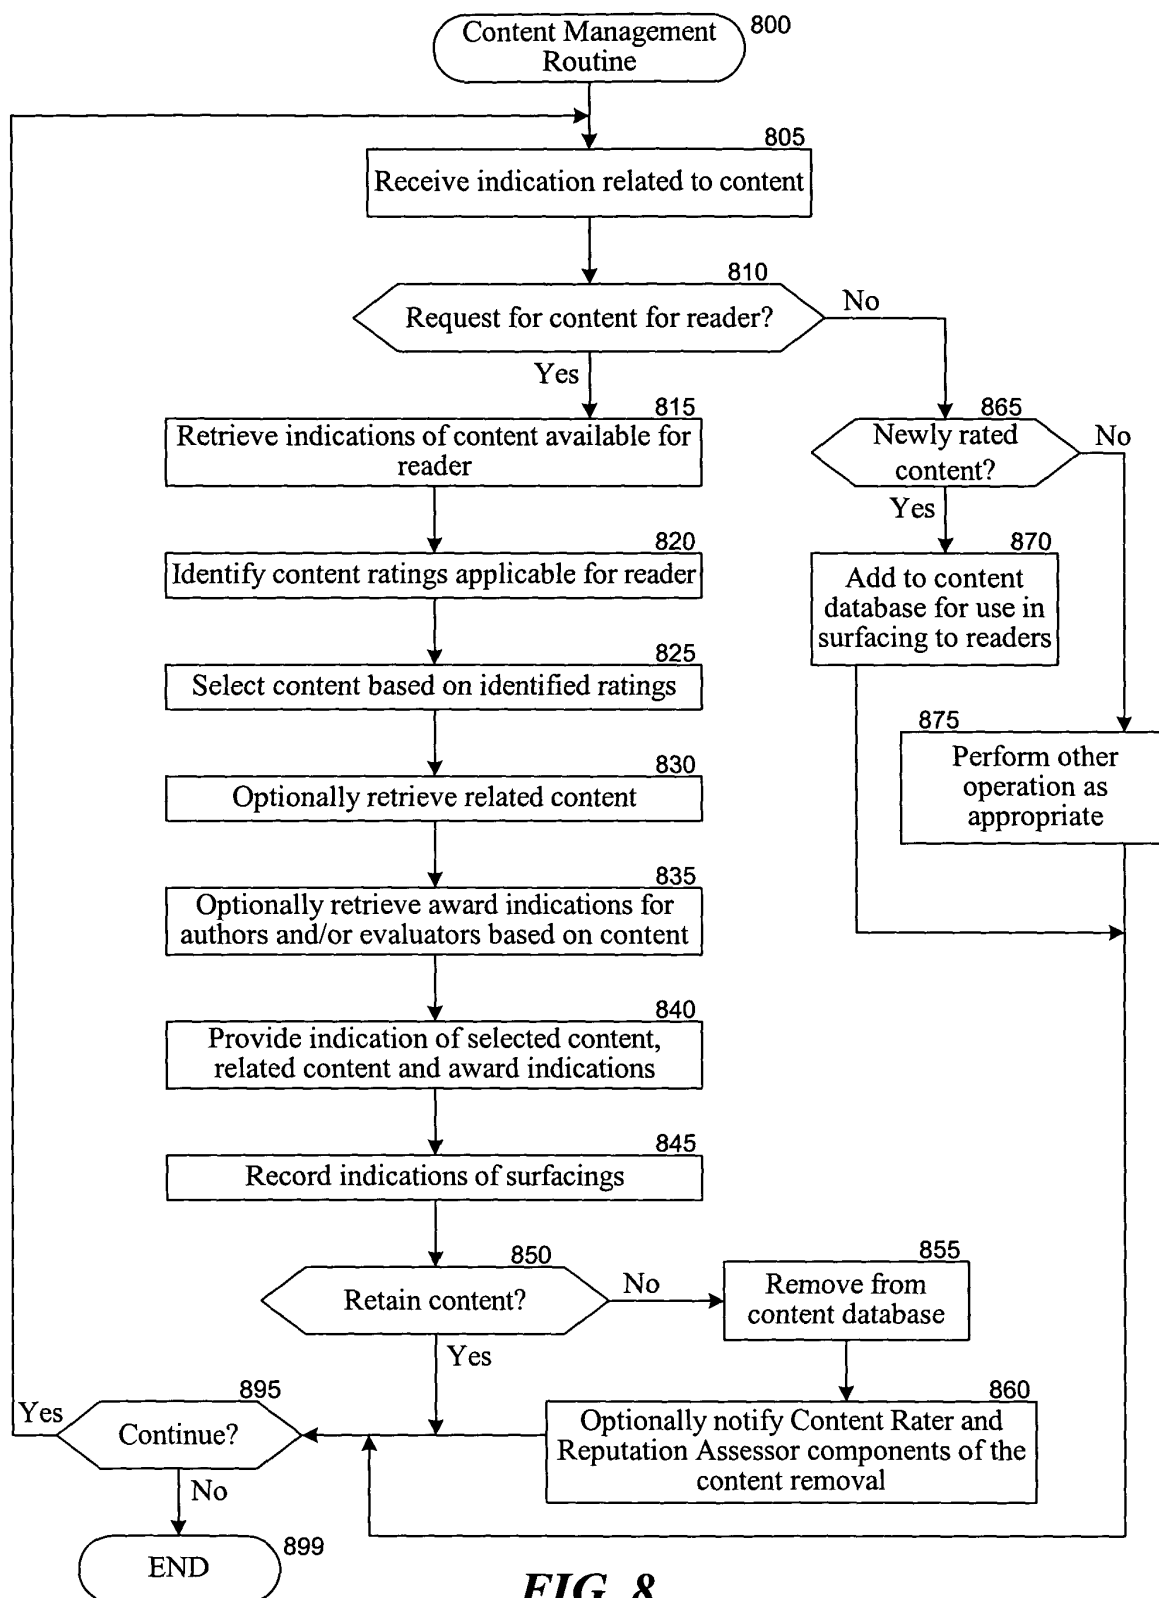 Content Management
Routine
800
805
Receive indication related to content
810
Request for content for reader?
No
Yes
815
Retrieve indications of content available for
reader
865
Newly rated
content?
No
Yes
820
Identify content ratings applicable for reader
870
Add to content
database for use in
surfacing to readers
825
Select content based on identified ratings
875
Perform other
operation as
appropriate
830
Optionally retrieve related content
835
Optionally retrieve award indications for
authors and/or evaluators based on content
840
Provide indication of selected content,
related content and award indications
845
Record indications of surfacings
850
Retain content?
No
Yes
855
Remove from
content database
860
Optionally notify Content Rater and
Reputation Assessor components of the
content removal
895
Continue?
Yes
No
END
899
FIG. 8